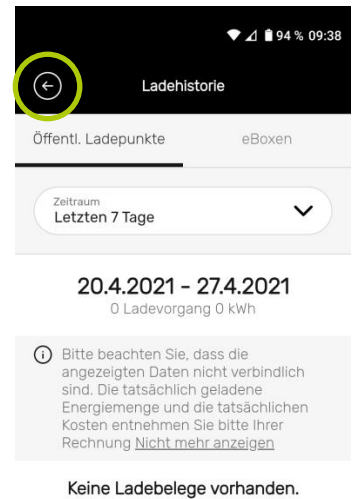 94 % 09:38
Ladehistorie
Öffentl. Ladepunkte eBoxen
Zeitraum
Letzten 7 Tage
20.4.2021 - 27.4.2021
0 Ladevorgang 0 kWh
Bitte beachten Sie, dass die
angezeigten Daten nicht verbindlich
sind. Die tatsächlich geladene
Energiemenge und die tatsächlichen
Kosten entnehmen Sie bitte Ihrer
Rechnung Nicht mehr anzeigen
Keine Ladebelege vorhanden.